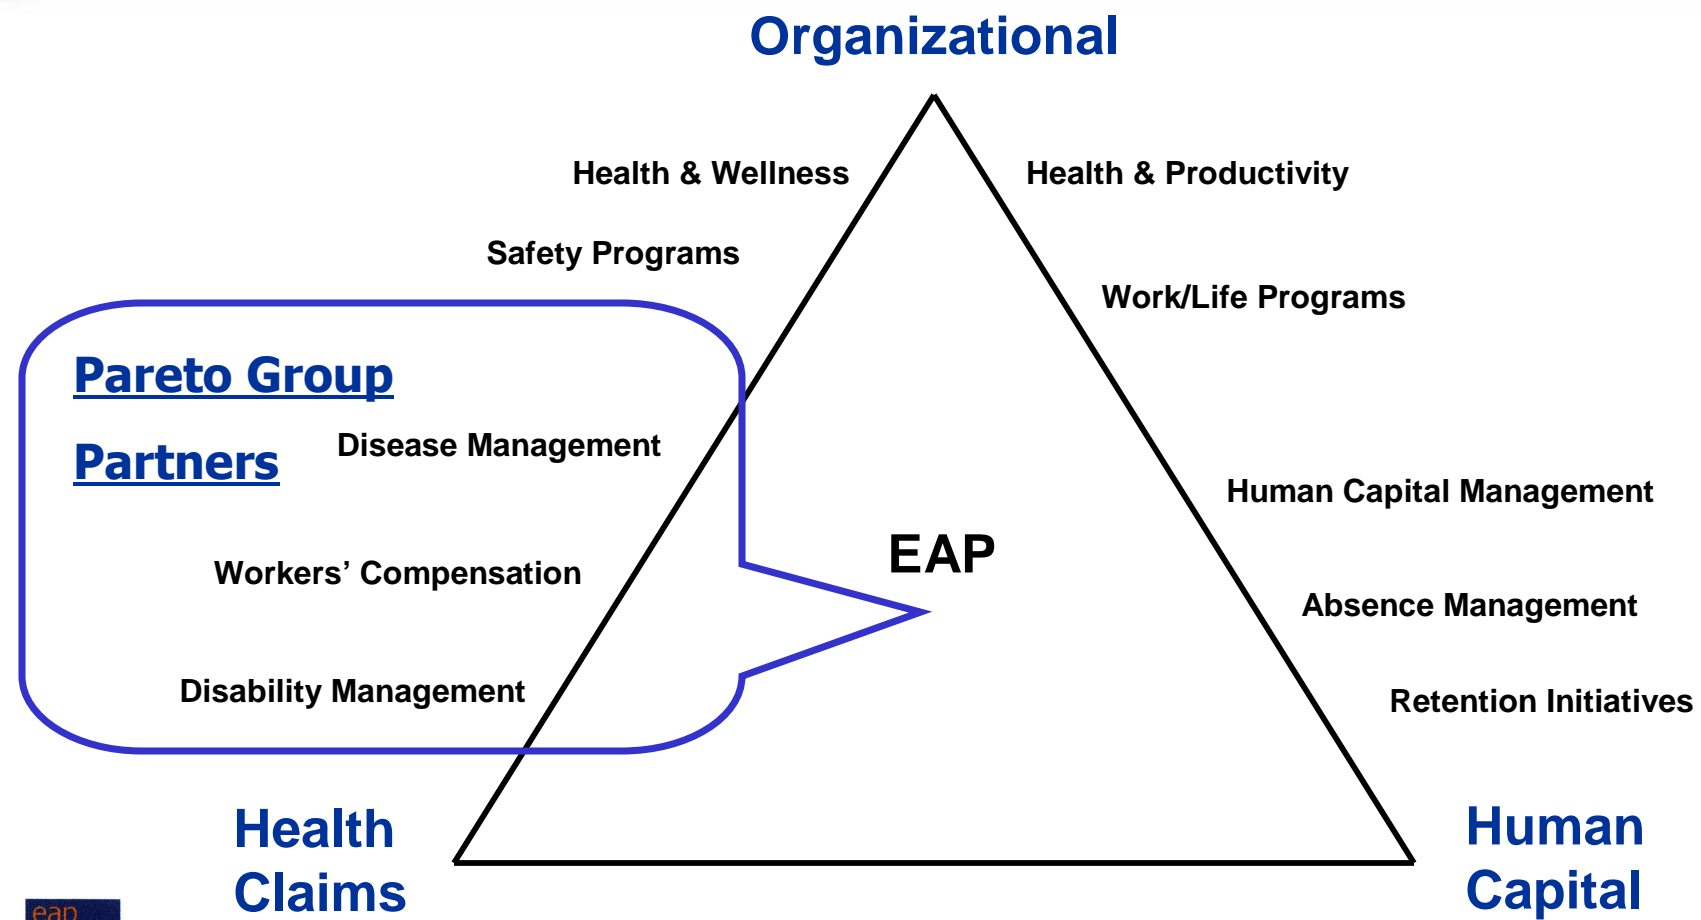 Organizational
Health & Wellness
Health & Productivity
Safety Programs
Work/Life Programs
Pareto Group
Partners
Disease Management
Human Capital Management
EAP
Workers’ Compensation
Absence Management
Disability Management
Retention Initiatives
Health
Claims
Human
Capital
eap